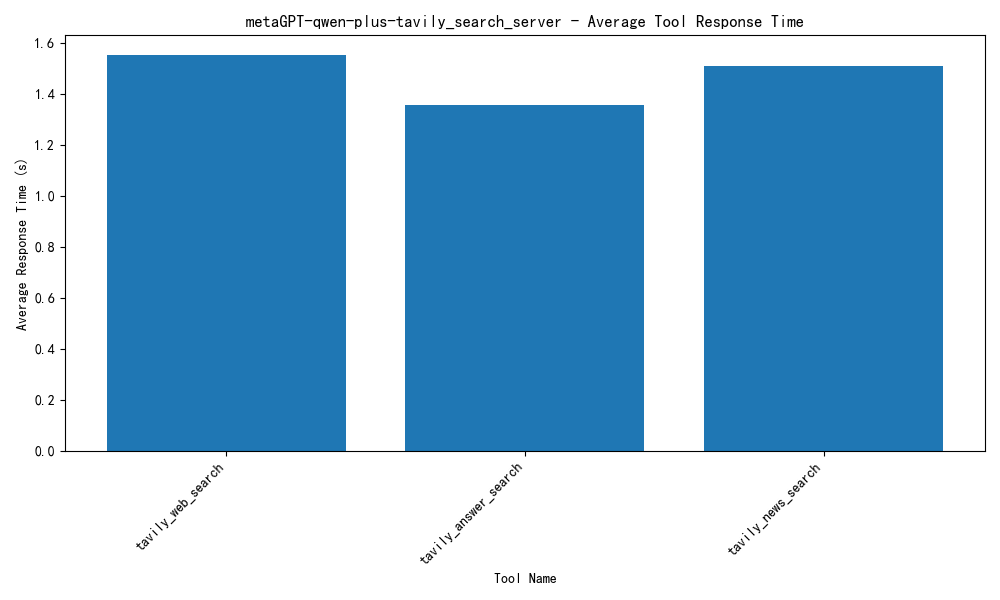 metaGPT-qwen-plus-tavily_search_server - Average Tool Response Time
Average Response Time (s)
1.6
1.4
1.2
1.0
0.8
0.6
0.4
0.2
0.0
tavily_web_search
tavily_answer_search
tavily_news_search
Tool Name